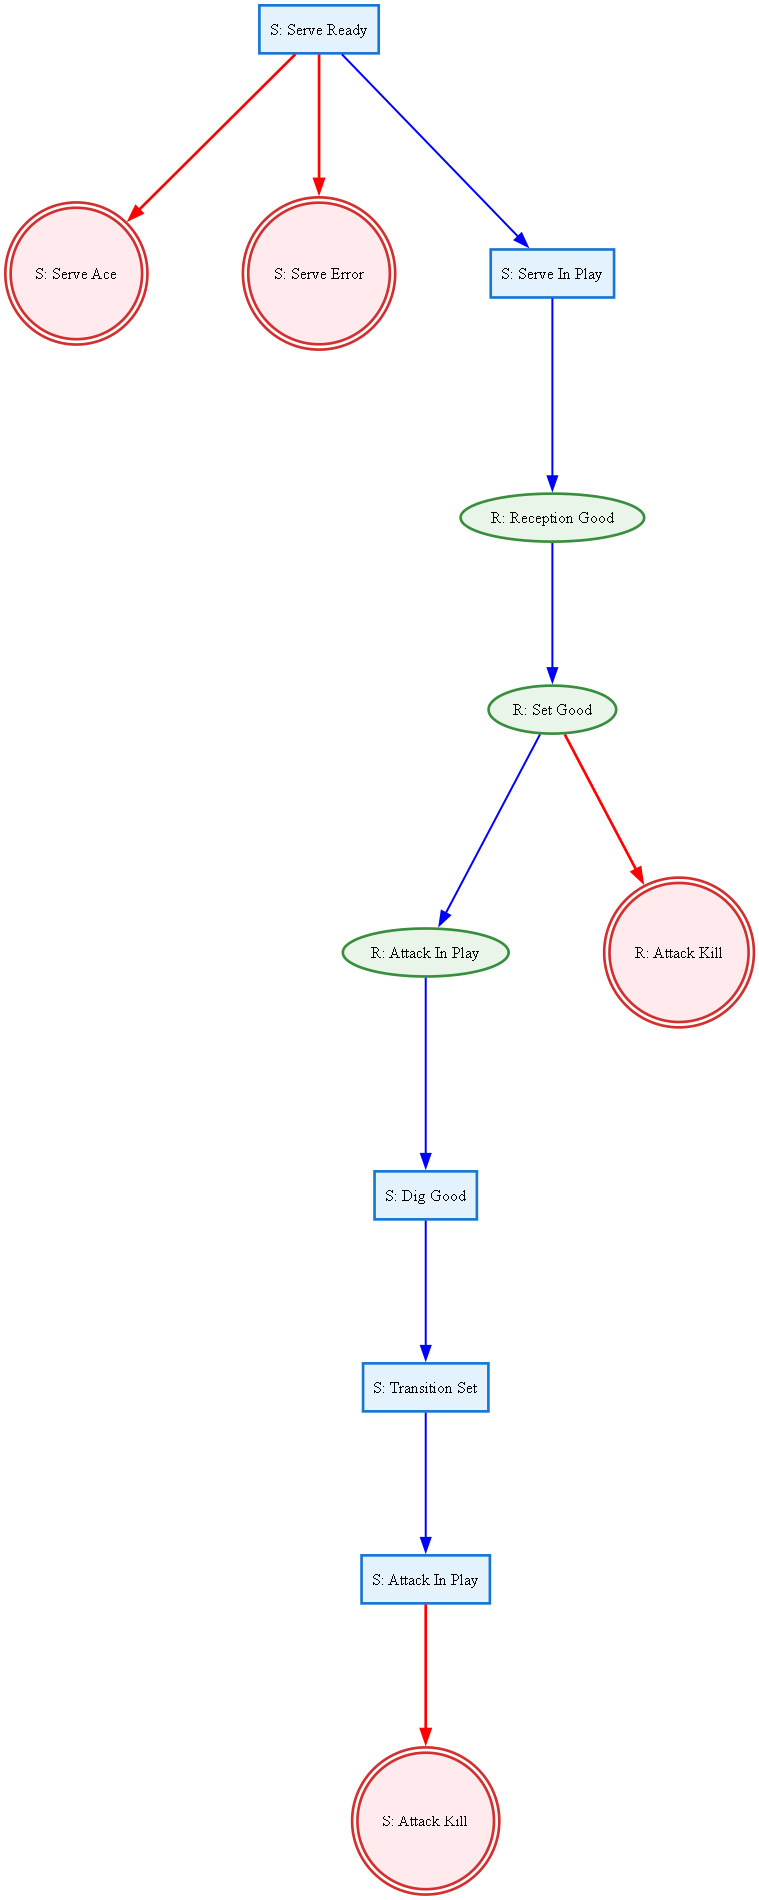 S: Serve Ready
S: Serve Ace
S: Serve Error
S: Serve In Play
R: Reception Good
R: Set Good
R: Attack In Play
R: Attack Kill
S: Dig Good
S: Transition Set
S: Attack In Play
S: Attack Kill